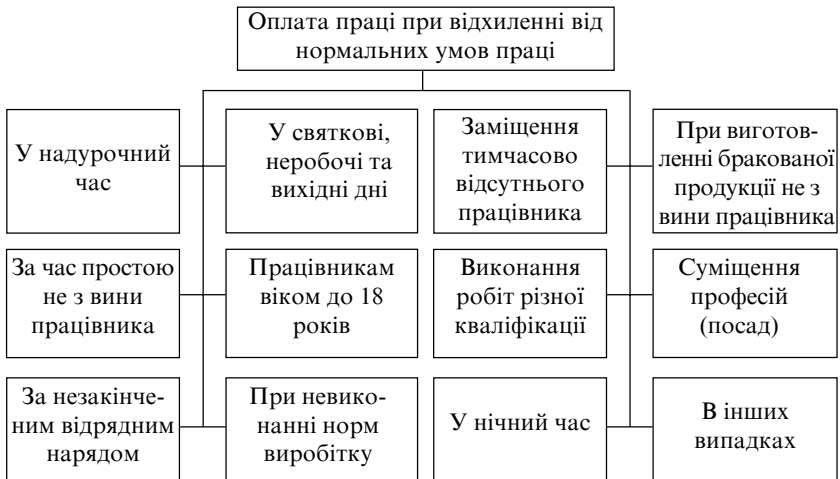 Оплата праці при відхиленні від
нормальних умов праці
У надурочний
час
У святкові,
неробочі та
вихідні дні
Заміщення
тимчасово
відсутнього
працівника
При виготов-
ленні бракованої
продукції не з
вини працівника
За час простою
не з вини
працівника
Працівникам
віком до 18
років
Виконання
робіт різної
кваліфікації
Суміщення
професій
(посад)
За незакінче-
ним відрядним
нарядом
При невико-
нанні норм
виробітку
У нічний час
В інших
випадках